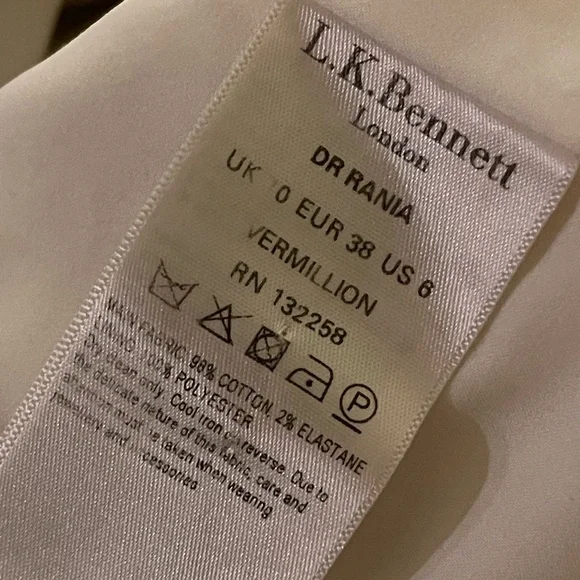 L.K.Bennett
London
DR RANIA
UK 10 EUR 38 US 6
VERMILLION
RN 132258
P
MAIN FABRIC: 98% COTTON, 2% ELASTANE
LINING: 100% POLYESTER
Dry clean only. Cool iron on reverse. Due to
the delicate nature of this fabric, care and
attention must be taken when wearing
jewellery and accessories.